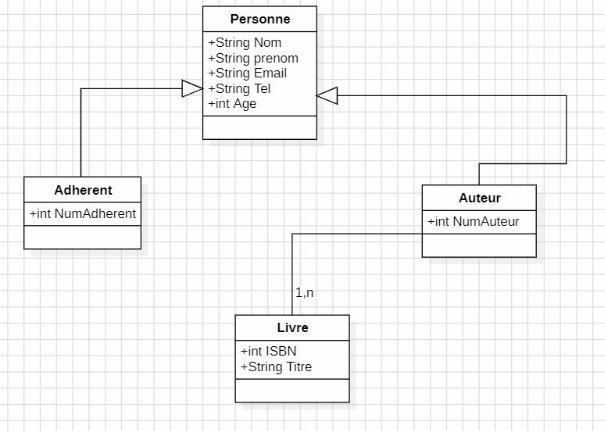 Personne
+String Nom
+String prenom
+String Email
+String Tel
+int Age
Adherent
+int NumAdherent
Auteur
+int NumAuteur
1,n
Livre
+int ISBN
+String Titre